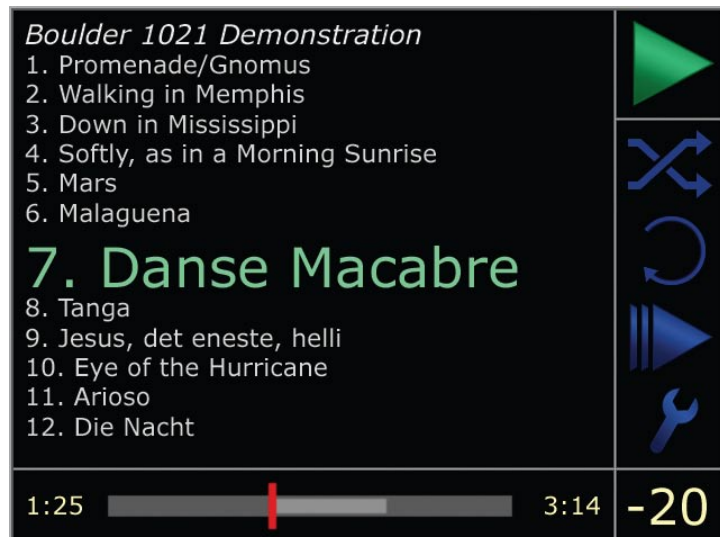 Boulder 1021 Demonstration
1. Promenade/Gnomus
2. Walking in Memphis
3. Down in Mississippi
4. Softly, as in a Morning Sunrise
5. Mars
6. Malaguena
7. Danse Macabre
8. Tanga
9. Jesus, det eneste, helli
10. Eye of the Hurricane
11. Arioso
12. Die Nacht
1:25 3:14 -20